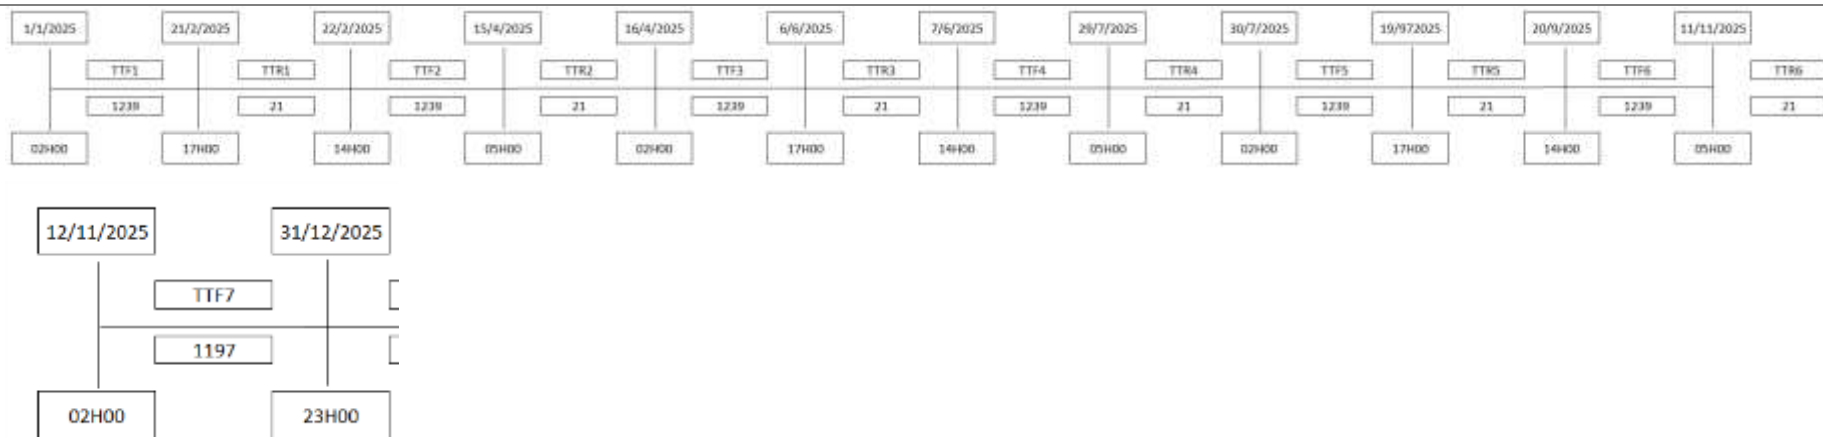 1/1/2025 21/2/2025 22/2/2025 15/4/2025 16/4/2025 6/6/2025 7/6/2025 29/7/2025 30/7/2025 19/972025 20/9/2025 11/11/2025
TTF1 TTR1 TTF2 TTR2 TTF3 TTR3 TTF4 TTR4 TTF5 TTR5 TTF6 TTR6
1239 21 1239 21 1239 21 1239 21 1239 21 1239 21
02H00 17H00 14H00 05H00 02H00 17H00 14H00 05H00 02H00 17H00 14H00 05H00
12/11/2025 31/12/2025
TTF7
1197
02H00 23H00